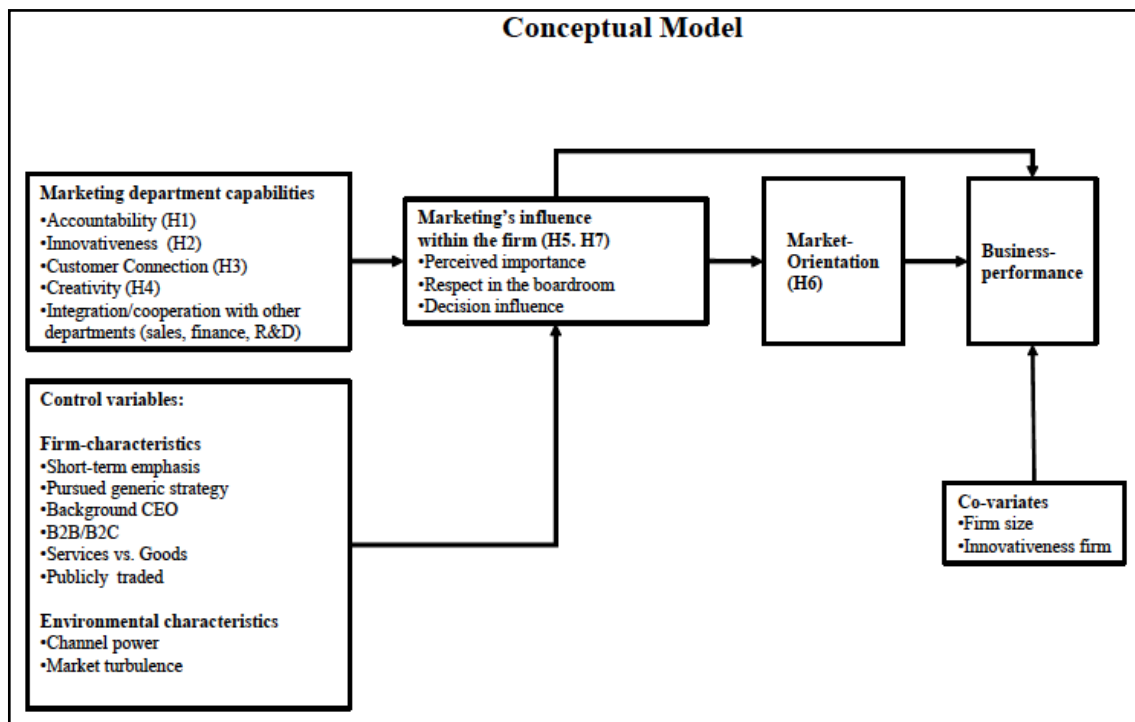 Conceptual Model
Marketing department capabilities
•Accountability (H1)
•Innovativeness (H2)
•Customer Connection (H3)
•Creativity (H4)
•Integration/cooperation with other
departments (sales, finance, R&D)
Marketing's influence
within the firm (H5. H7)
•Perceived importance
•Respect in the boardroom
•Decision influence
Market-
Orientation
(H6)
Business-
performance
Control variables:
Firm-characteristics
•Short-term emphasis
•Pursued generic strategy
•Background CEO
•B2B/B2C
•Services vs. Goods
•Publicly traded
Environmental characteristics
•Channel power
•Market turbulence
Co-variates
•Firm size
•Innovativeness firm